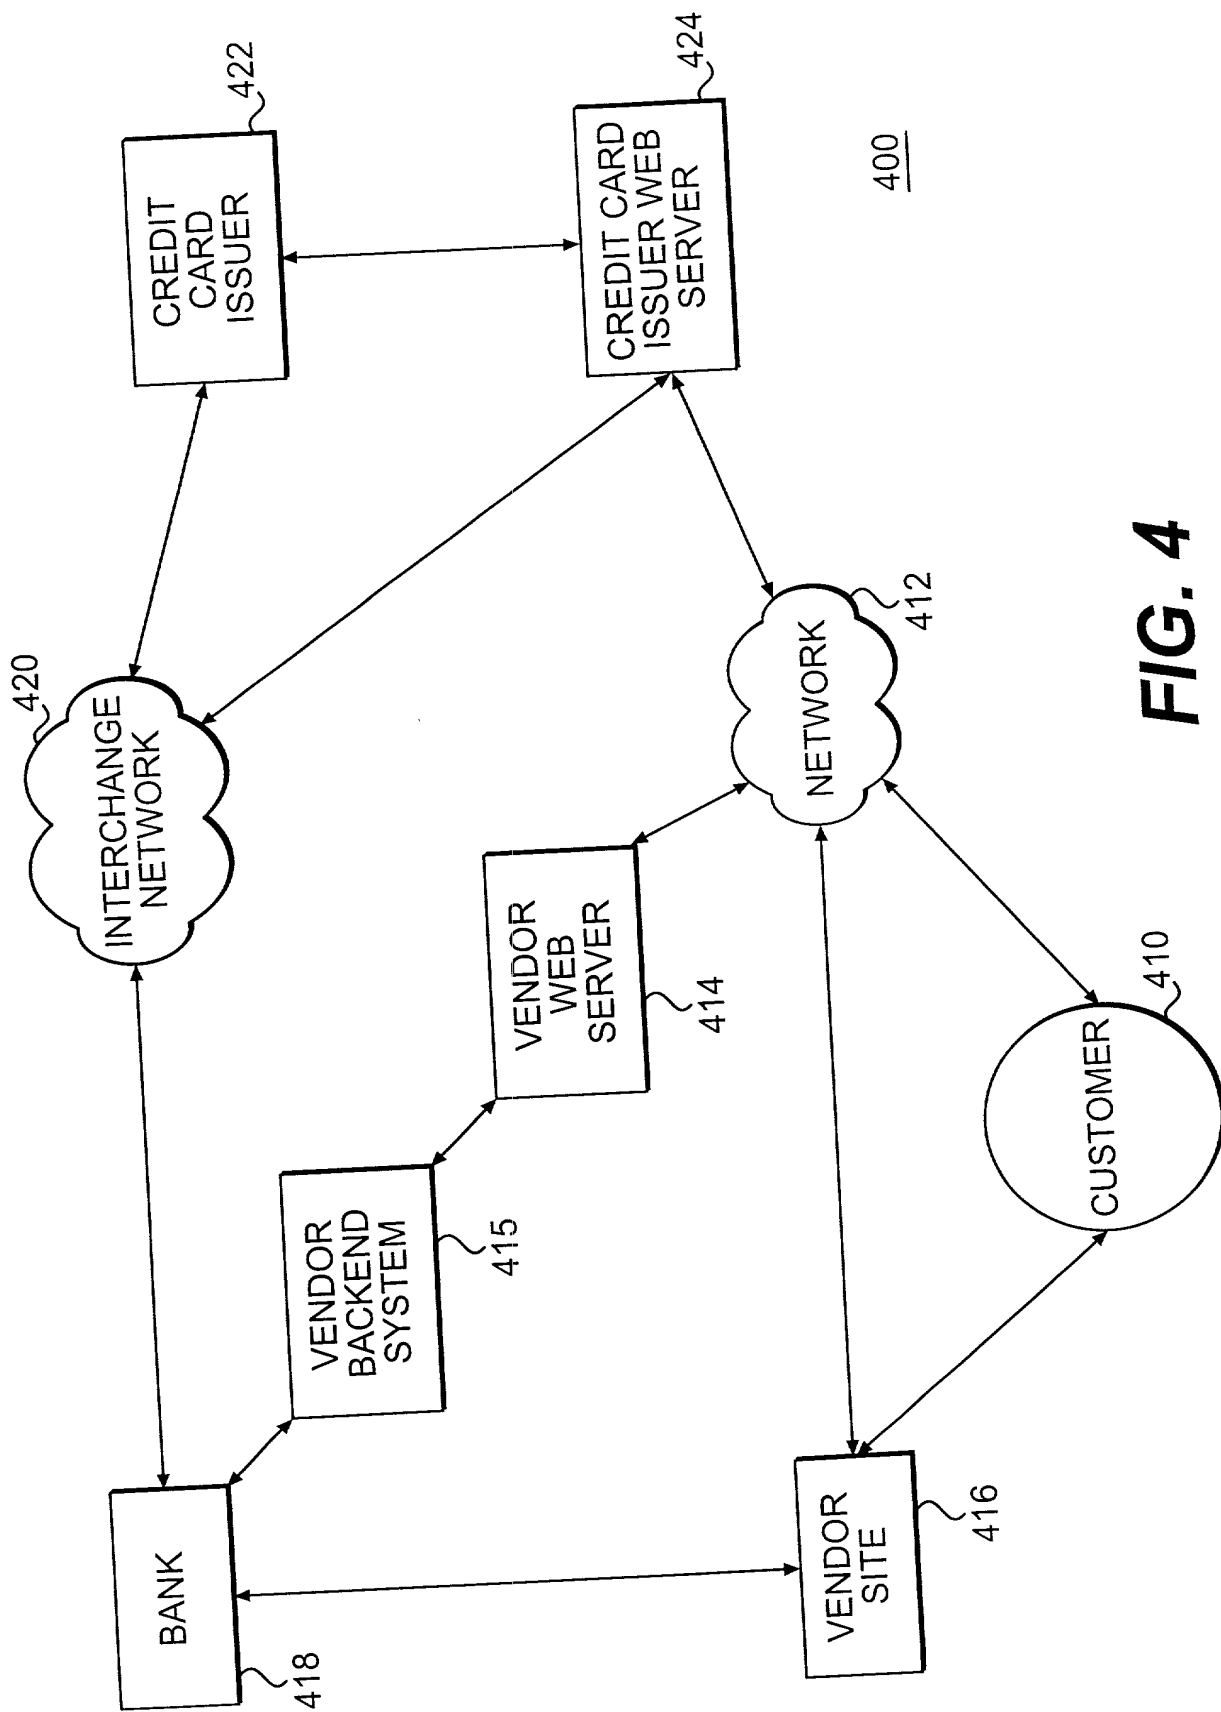 BANK
418
VENDOR
BACKEND
SYSTEM
415
VENDOR
WEB
SERVER
414
INTERCHANGE
NETWORK
420
CREDIT
CARD
ISSUER
422
CREDIT CARD
ISSUER WEB
SERVER
424
VENDOR
SITE
416
NETWORK
412
CUSTOMER
410
400
FIG. 4